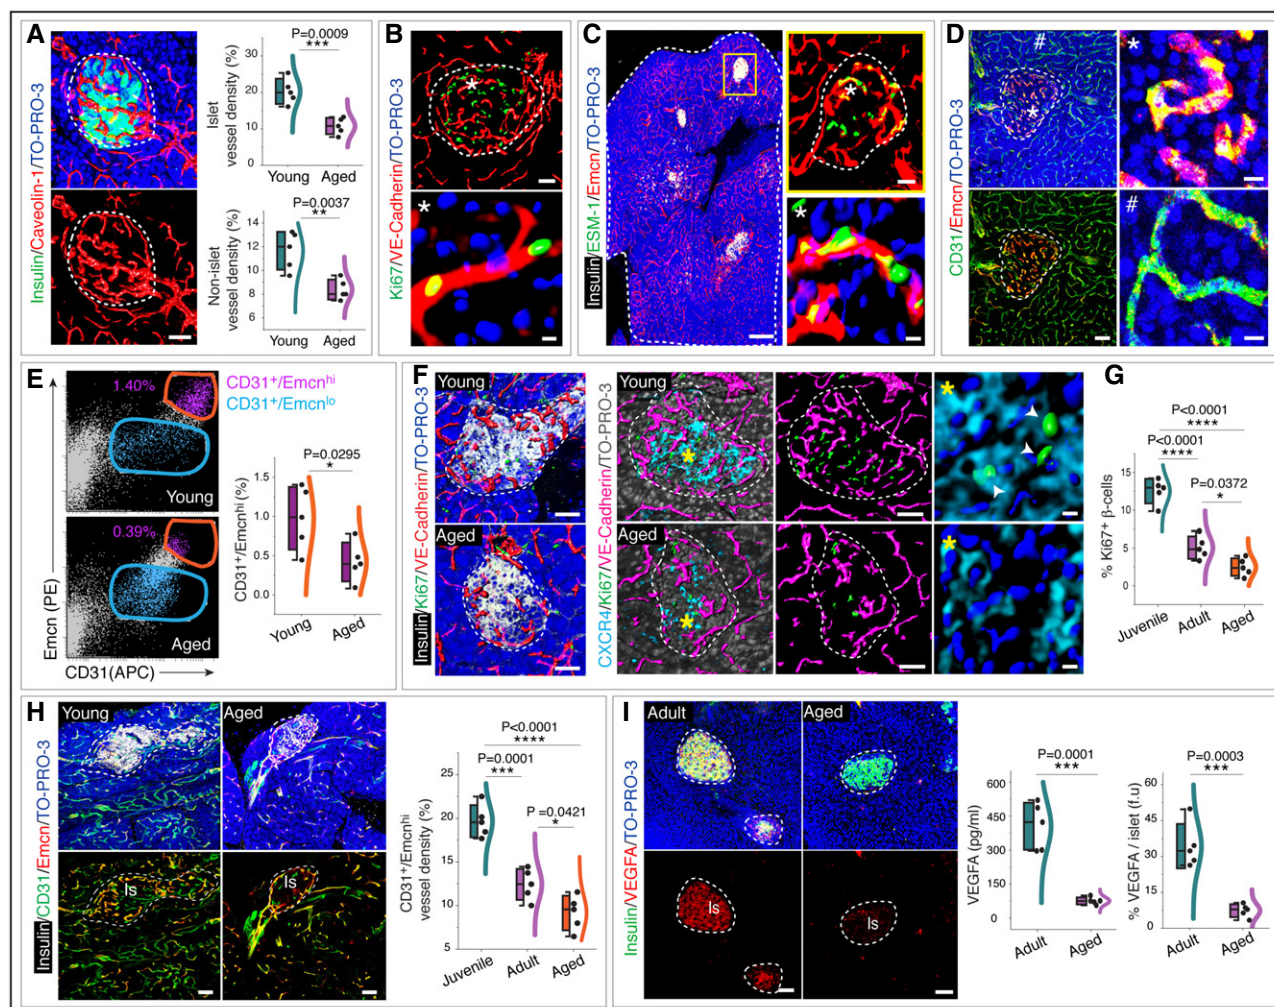 A
Insulin/Caveolin-1/TO-PRO-3
P=0.0009
***
Islet
vessel density (%)
30
20
10
0
Young
Aged
P=0.0037
**
Non-islet
vessel density (%)
14
12
10
8
6
Young
Aged
B
Ki67/VE-Cadherin/TO-PRO-3
*
*
C
Insulin/ESM-1/Emcn/TO-PRO-3
*
*
D
CD31/Emcn/TO-PRO-3
#
*
*
#
E
1.40%
CD31+/Emcnhi
CD31+/Emcnlo
Young
0.39%
Aged
Emcn (PE)
CD31(APC)
P=0.0295
*
CD31+/Emcnhi (%)
1.5
1.0
0.5
0.0
Young
Aged
F
Insulin/Ki67/VE-Cadherin/TO-PRO-3
Young
Aged
CXCR4/Ki67/VE-Cadherin/TO-PRO-3
Young
*
*
Aged
*
*
G
P<0.0001
****
P<0.0001
****
P=0.0372
*
% Ki67+ β-cells
15
10
5
0
Juvenile
Adult
Aged
H
Insulin/CD31/Emcn/TO-PRO-3
Young
Aged
Is
Is
P<0.0001
****
P=0.0001
***
P =0.0421
*
CD31+/Emcnhi
vessel density (%)
25
20
15
10
5
Juvenile
Adult
Aged
I
Insulin/VEGFA/TO-PRO-3
Adult
Aged
Is
Is
P=0.0001
***
VEGFA (pg/ml)
600
450
300
150
0
Adult
Aged
P=0.0003
***
% VEGFA / islet (f.u)
60
45
30
15
0
Adult
Aged